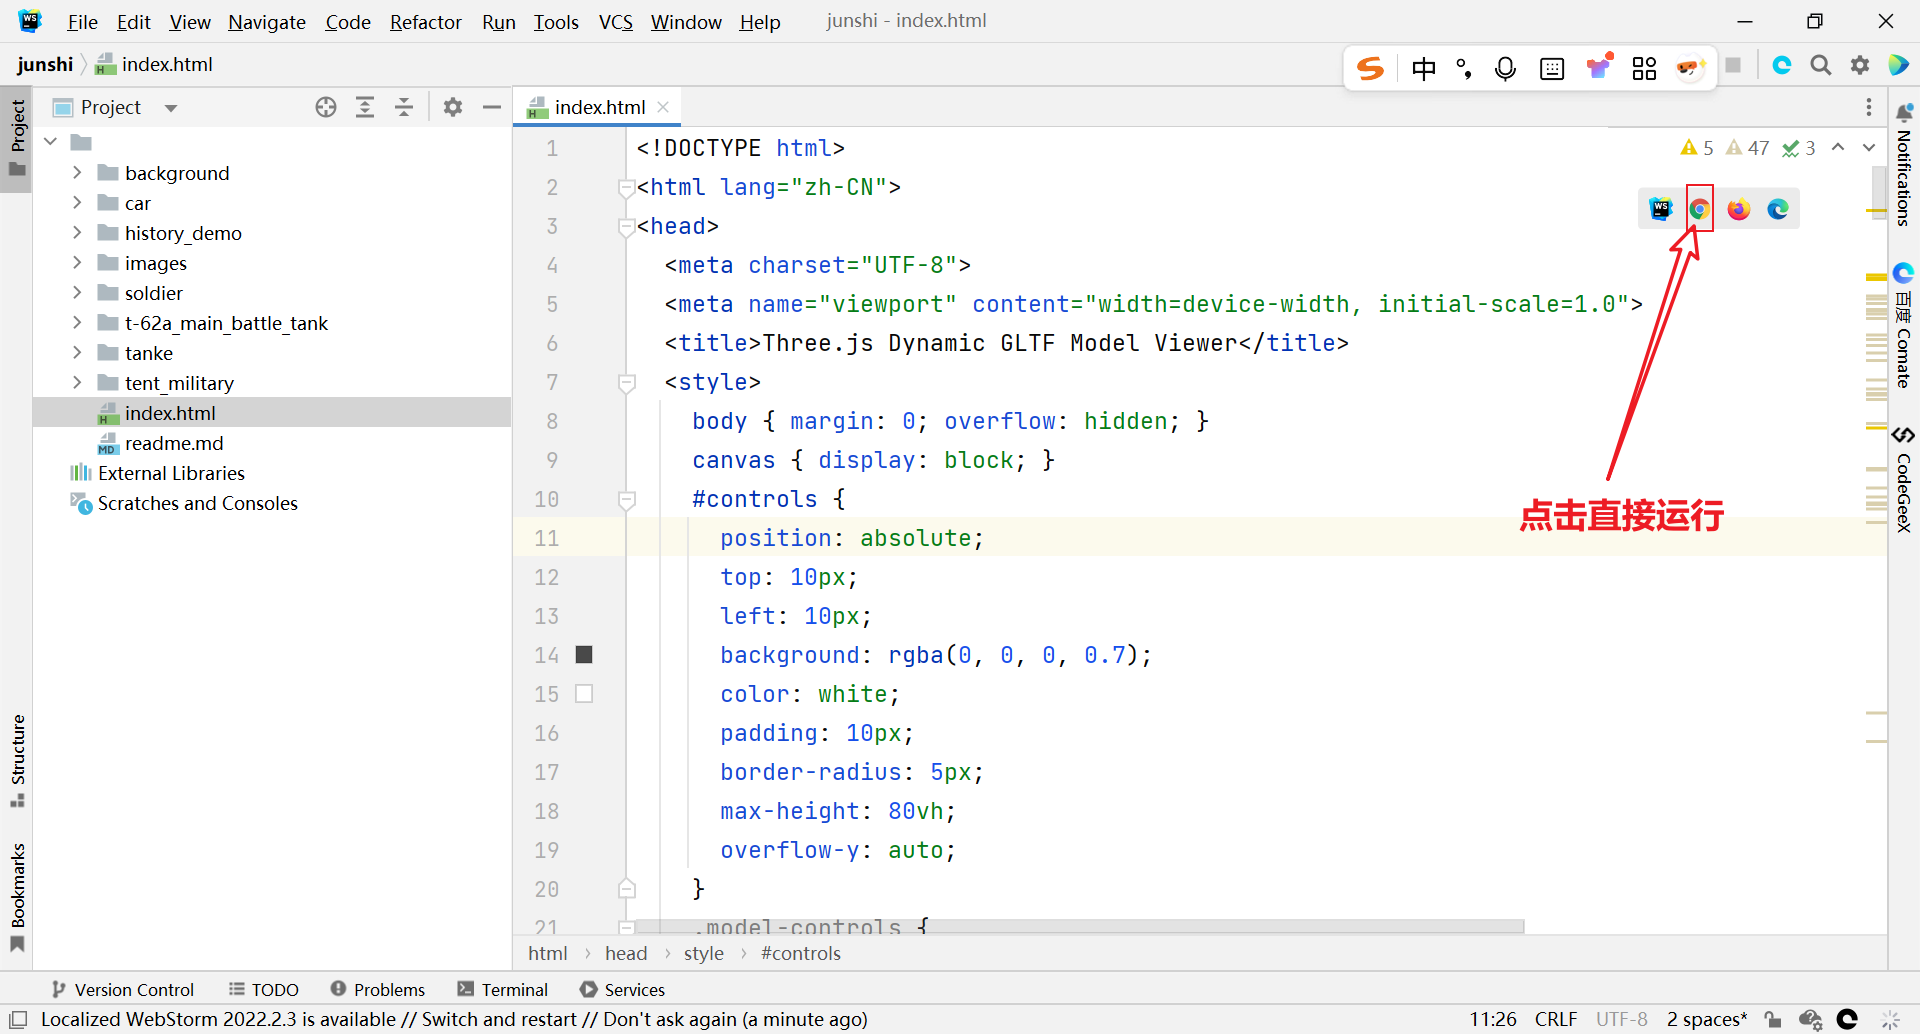 File Edit View Navigate Code Refactor Run Tools VCS Window Help junshi - index.html
junshi index.html
中
Project
index.html
background
car
history_demo
images
soldier
t-62a_main_battle_tank
tanke
tent_military
index.html
readme.md
External Libraries
Scratches and Consoles
Project
Structure
Bookmarks
5 47 3
1 <!DOCTYPE html>
2 <html lang="zh-CN">
3 <head>
4 <meta charset="UTF-8">
5 <meta name="viewport" content="width=device-width, initial-scale=1.0">
6 <title>Three.js Dynamic GLTF Model Viewer</title>
7 <style>
8 body { margin: 0; overflow: hidden; }
9 canvas { display: block; }
10 #controls {
11 position: absolute;
12 top: 10px;
13 left: 10px;
14 background: rgba(0, 0, 0, 0.7);
15 color: white;
16 padding: 10px;
17 border-radius: 5px;
18 max-height: 80vh;
19 overflow-y: auto;
20 }
21 .model-controls {
点击直接运行
Notifications
百度 Comate
CodeGeeX
html head style #controls
Version Control TODO Problems Terminal Services
Localized WebStorm 2022.2.3 is available // Switch and restart // Don't ask again (a minute ago)
11:26 CRLF UTF-8 2 spaces*